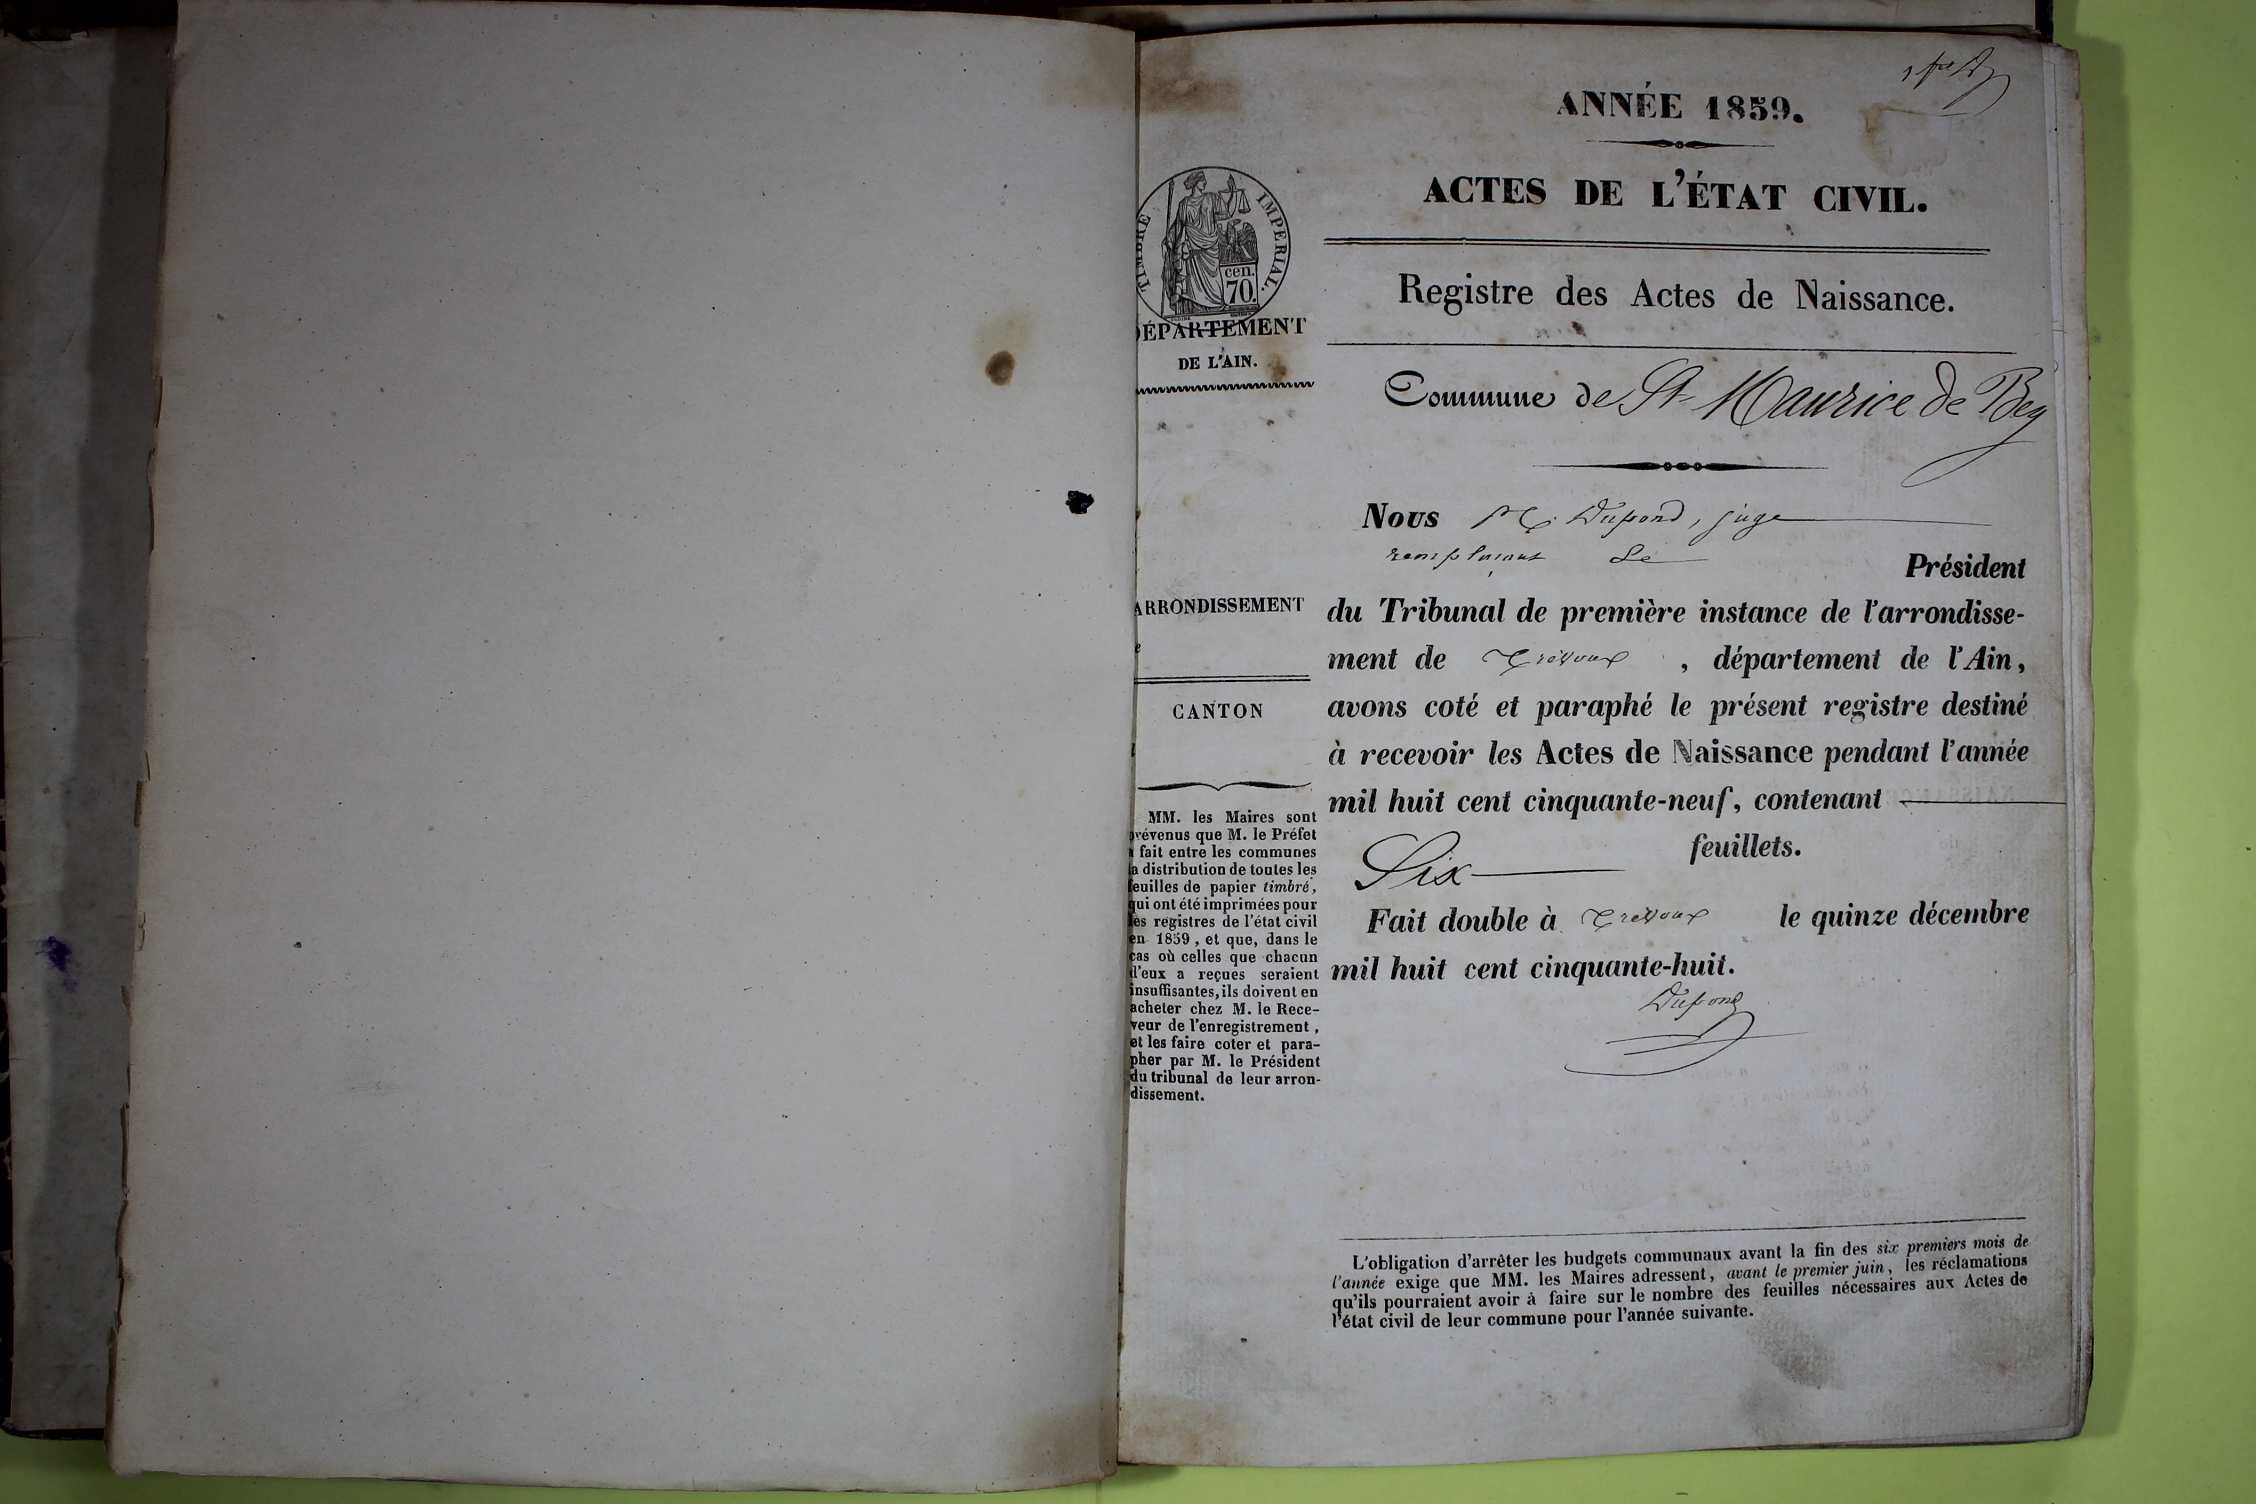 1er f D
ANNÉE 1859.
ACTES DE L'ÉTAT CIVIL.
Registre des Actes de Naissance.
Commune de St Maurice de Bey
Nous M. Dupond, juge
remplaçant Le
Président
du Tribunal de première instance de l'arrondisse-
ment de Trévoux, département de l'Ain,
avons coté et paraphé le présent registre destiné
à recevoir les Actes de Naissance pendant l'année
mil huit cent cinquante-neuf, contenant
Six feuillets.
Fait double à Trévoux le quinze décembre
mil huit cent cinquante-huit.
Dupond
TIMBRE IMPERIAL.
cen.
70.
DÉPARTEMENT
DE L'AIN.
ARRONDISSEMENT
CANTON
MM. les Maires sont
prévenus que M. le Préfet
a fait entre les communes
la distribution de toutes les
feuilles de papier timbré,
qui ont été imprimées pour
les registres de l'état civil
en 1859, et que, dans le
cas où celles que chacun
d'eux a reçues seraient
insuffisantes, ils doivent en
acheter chez M. le Rece-
veur de l'enregistrement,
et les faire coter et para-
pher par M. le Président
du tribunal de leur arron-
dissement.
L'obligation d'arrêter les budgets communaux avant la fin des six premiers mois de
l'année exige que MM. les Maires adressent, avant le premier juin, les réclamations
qu'ils pourraient avoir à faire sur le nombre des feuilles nécessaires aux Actes de
l'état civil de leur commune pour l'année suivante.